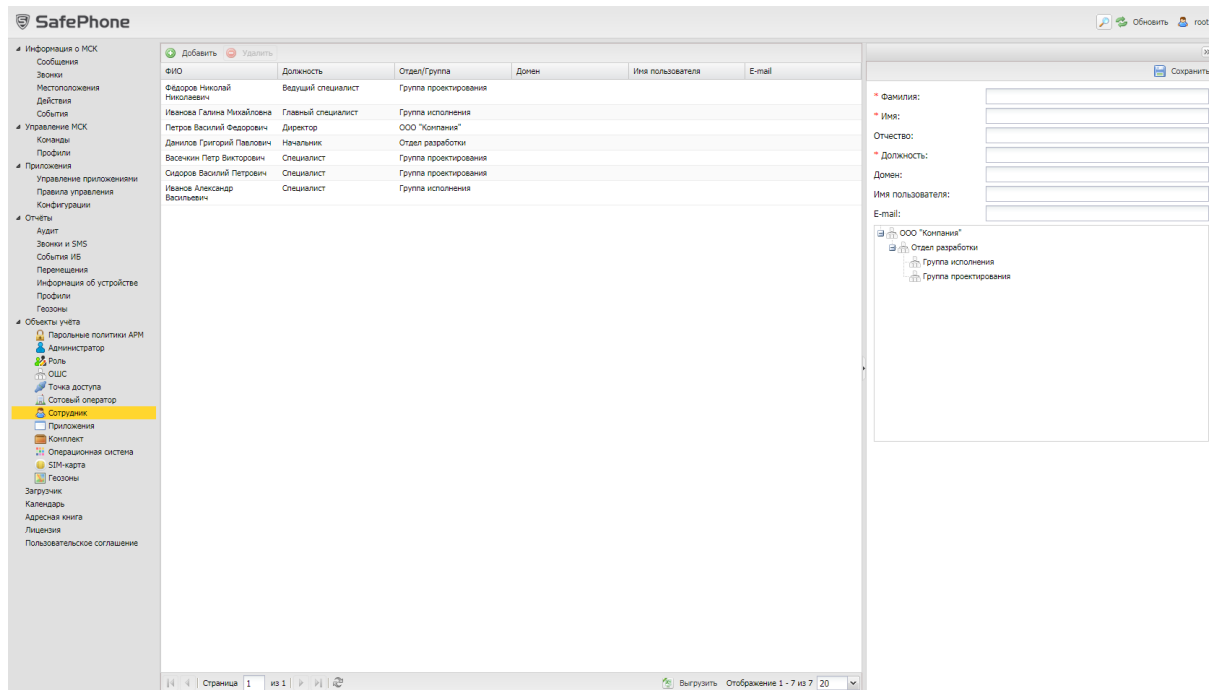 SafePhone
Обновить root
Информация о МСК
Сообщения
Звонки
Местоположения
Действия
События
Управление МСК
Команды
Профили
Приложения
Управление приложениями
Правила управления
Конфигурации
Отчёты
Аудит
Звонки и SMS
События ИБ
Перемещения
Информация об устройстве
Профили
Геозоны
Объекты учёта
Парольные политики АРМ
Администратор
Роль
ОШС
Точка доступа
Сотовый оператор
Сотрудник
Приложения
Комплект
Операционная система
SIM-карта
Геозоны
Загрузчик
Календарь
Адресная книга
Лицензия
Пользовательское соглашение
Добавить Удалить
ФИО Должность Отдел/Группа Домен Имя пользователя E-mail
Фёдоров Николай Ведущий специалист Группа проектирования
Николаевич
Иванова Галина Михайловна Главный специалист Группа исполнения
Петров Василий Федорович Директор ООО "Компания"
Данилов Григорий Павлович Начальник Отдел разработки
Васечкин Петр Викторович Специалист Группа проектирования
Сидоров Василий Петрович Специалист Группа проектирования
Иванов Александр Специалист Группа исполнения
Васильевич
Страница 1 из 1
Выгрузить Отображение 1 - 7 из 7 20
Сохранить
* Фамилия:
* Имя:
Отчество:
* Должность:
Домен:
Имя пользователя:
E-mail:
ООО "Компания"
Отдел разработки
Группа исполнения
Группа проектирования